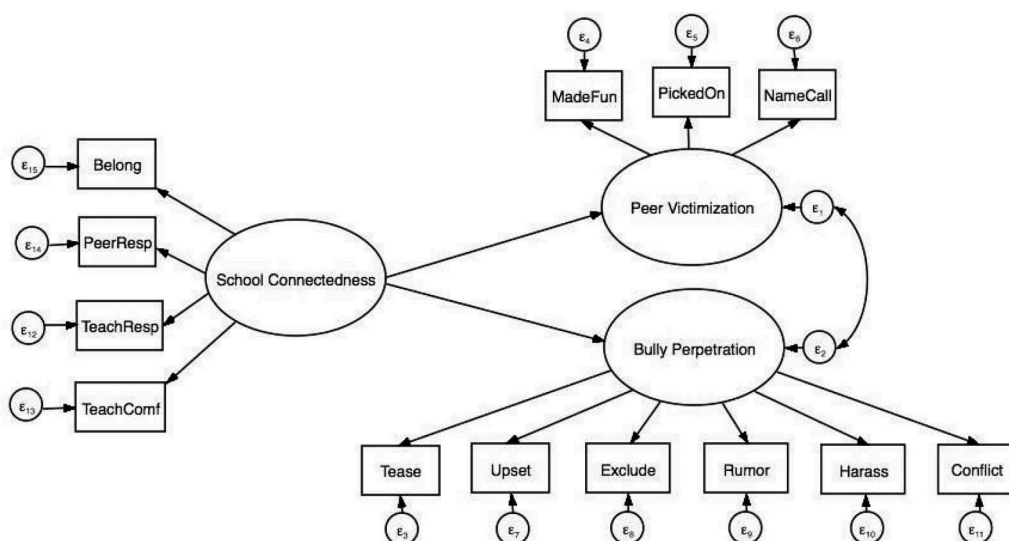 ε4
ε5
ε6
MadeFun
PickedOn
NameCall
ε15
Belong
Peer Victimization
ε1
ε14
PeerResp
School Connectedness
ε12
TeachResp
Bully Perpetration
ε2
ε13
TeachComf
Tease
Upset
Exclude
Rumor
Harass
Conflict
ε3
ε7
ε8
ε9
ε10
ε11